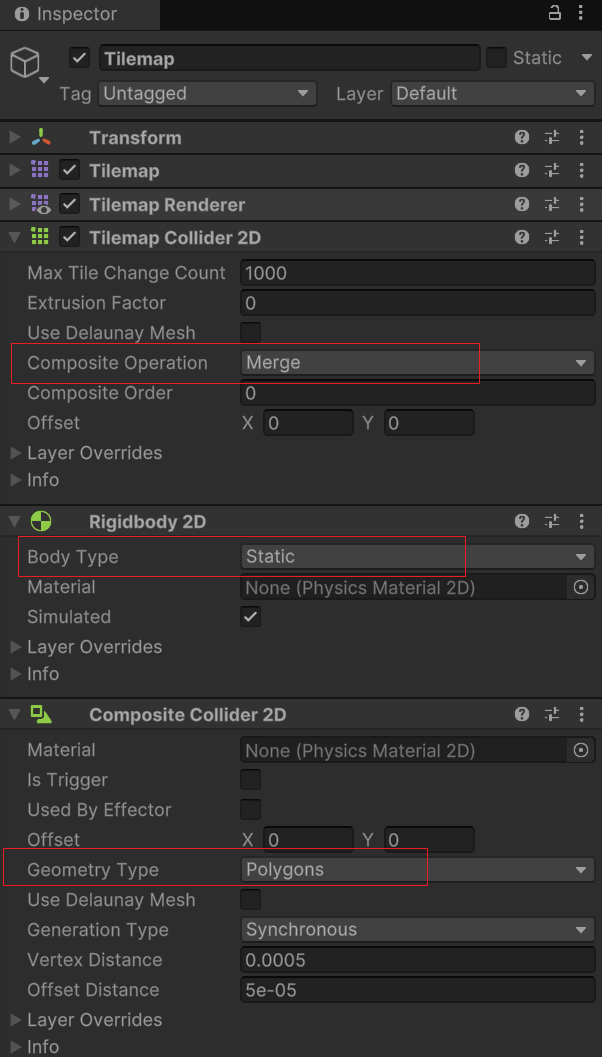 Inspector
Tilemap Static
Tag Untagged Layer Default
Transform
Tilemap
Tilemap Renderer
Tilemap Collider 2D
Max Tile Change Count 1000
Extrusion Factor 0
Use Delaunay Mesh
Composite Operation Merge
Composite Order 0
Offset X 0 Y 0
Layer Overrides
Info
Rigidbody 2D
Body Type Static
Material None (Physics Material 2D)
Simulated
Layer Overrides
Info
Composite Collider 2D
Material None (Physics Material 2D)
Is Trigger
Used By Effector
Offset X 0 Y 0
Geometry Type Polygons
Use Delaunay Mesh
Generation Type Synchronous
Vertex Distance 0.0005
Offset Distance 5e-05
Layer Overrides
Info